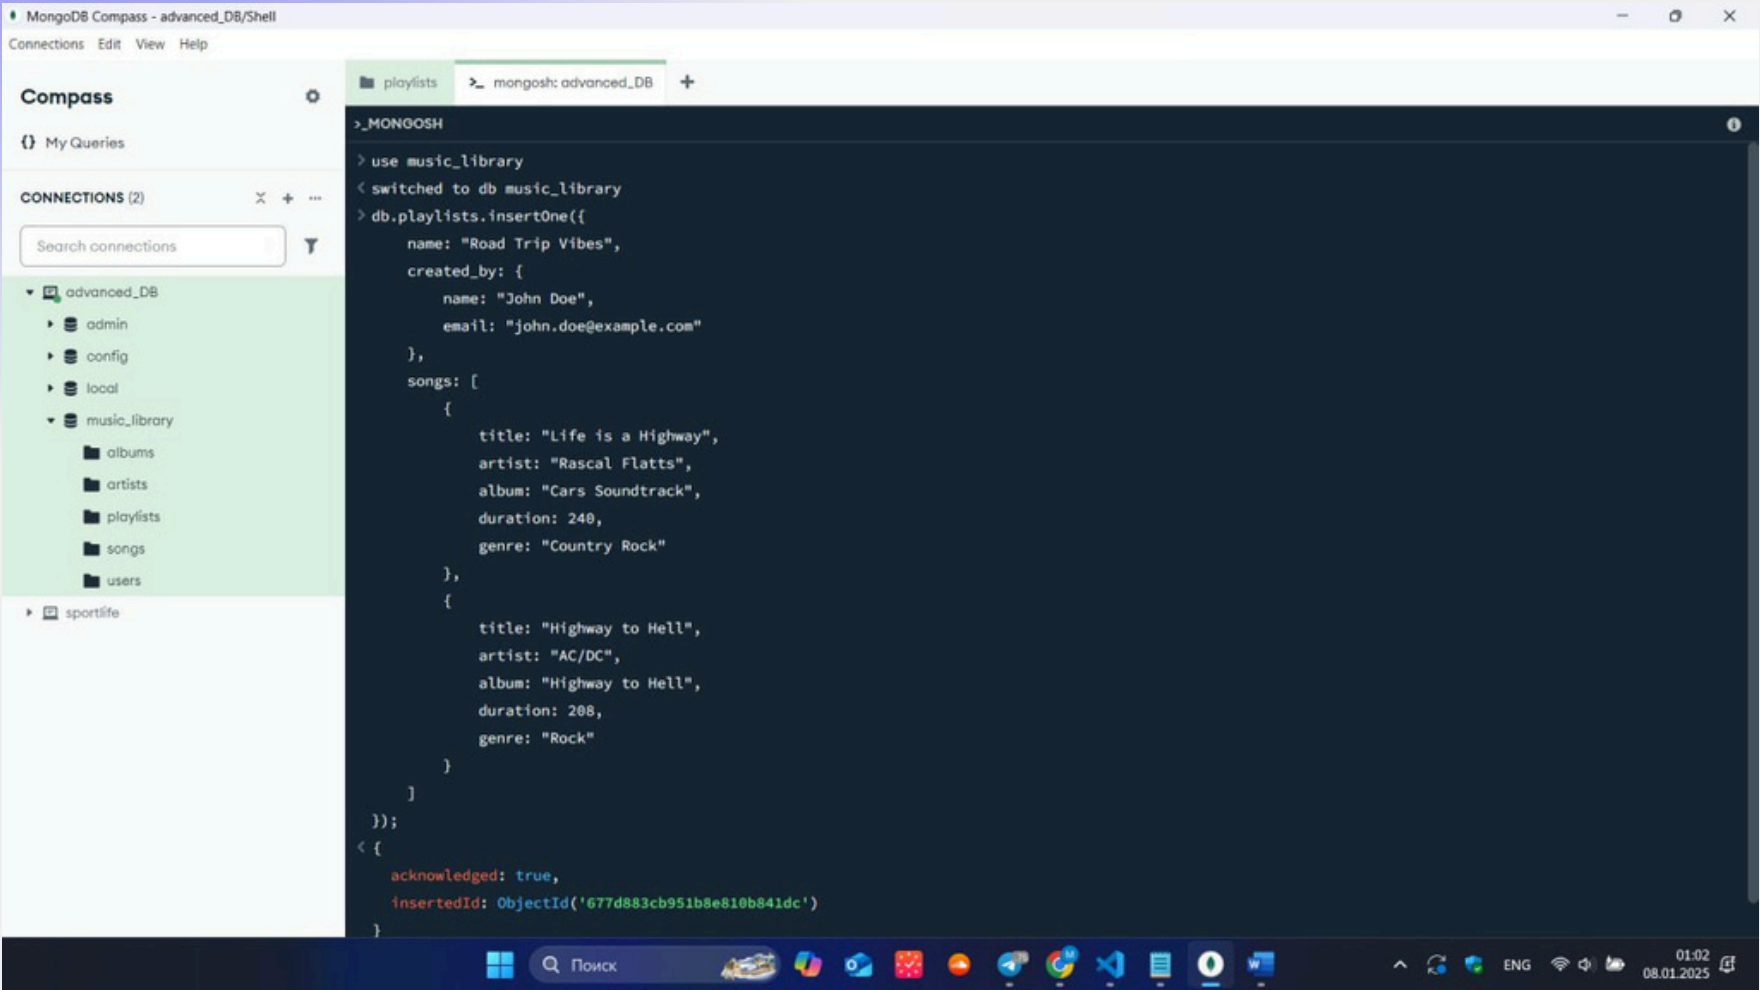 MongoDB Compass - advanced_DB/Shell
Connections Edit View Help
Compass
{} My Queries
CONNECTIONS (2)
Search connections
advanced_DB
admin
config
local
music_library
albums
artists
playlists
songs
users
sportlife
playlists
>_ mongosh: advanced_DB +
>_MONGOSH
> use music_library
< switched to db music_library
> db.playlists.insertOne({
name: "Road Trip Vibes",
created_by: {
name: "John Doe",
email: "john.doe@example.com"
},
songs: [
{
title: "Life is a Highway",
artist: "Rascal Flatts",
album: "Cars Soundtrack",
duration: 240,
genre: "Country Rock"
},
{
title: "Highway to Hell",
artist: "AC/DC",
album: "Highway to Hell",
duration: 208,
genre: "Rock"
}
]
});
< {
acknowledged: true,
insertedId: ObjectId('677d883cb951b8e810b841dc')
}
Поиск
ENG
01:02
08.01.2025